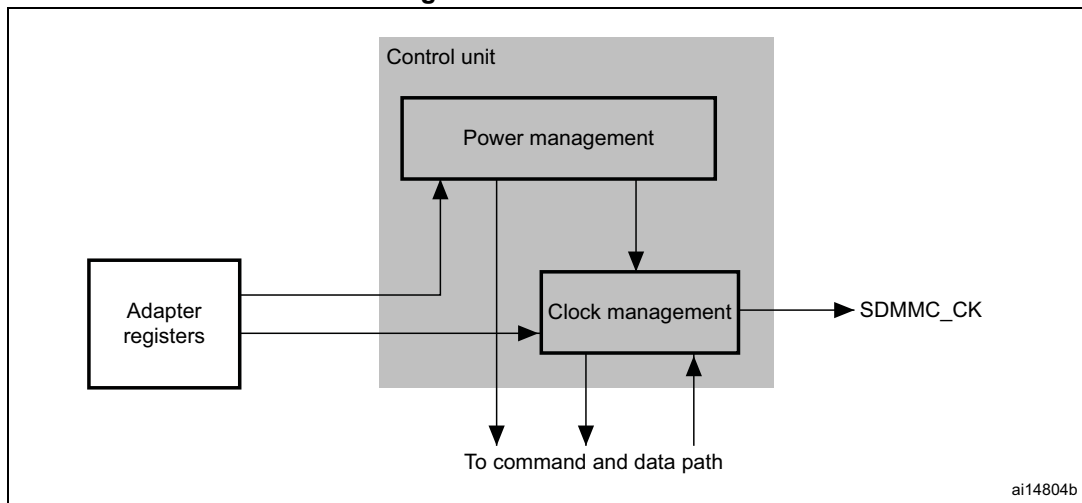 Control unit
Power management
Adapter
registers
Clock management
SDMMC_CK
To command and data path
ai14804b